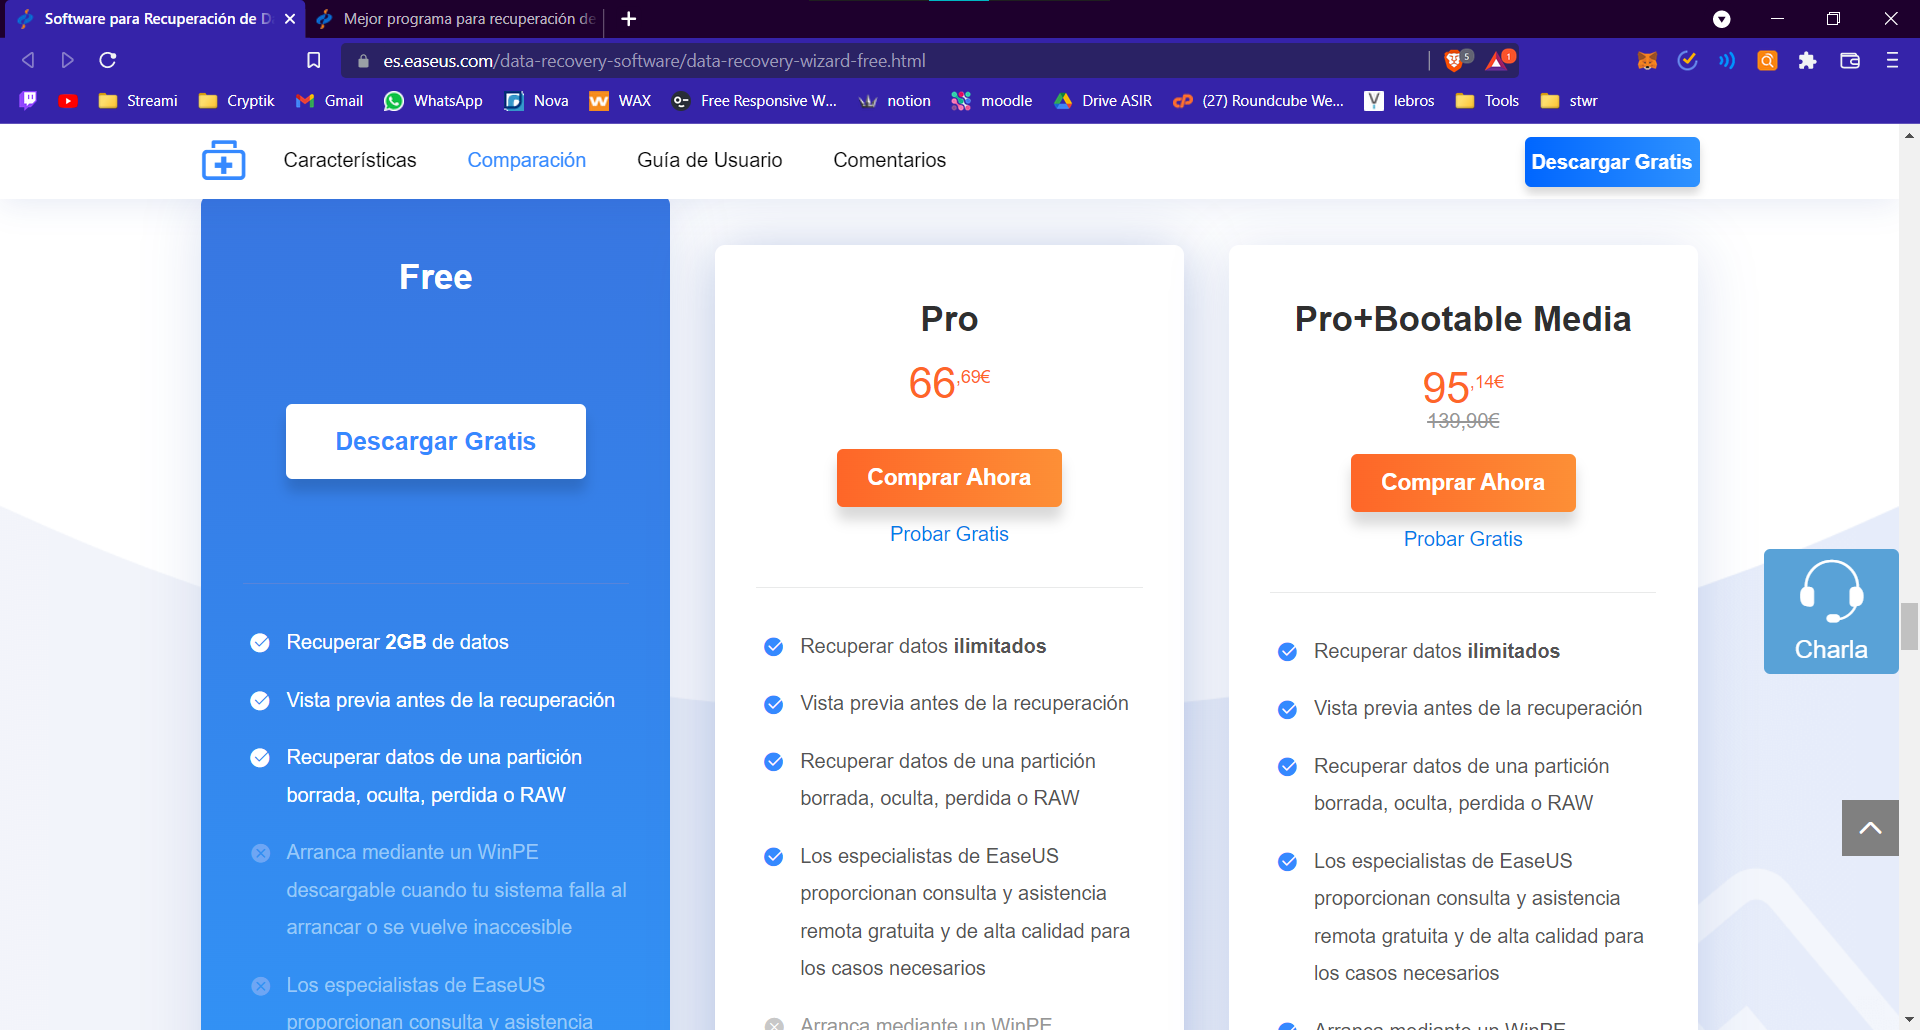 Software para Recuperación de D
Mejor programa para recuperación de
es.easeus.com/data-recovery-software/data-recovery-wizard-free.html
5
1
Streami
Cryptik
Gmail
WhatsApp
Nova
WAX
Free Responsive W...
notion
moodle
Drive ASIR
(27) Roundcube We...
lebros
Tools
stwr
Características
Comparación
Guía de Usuario
Comentarios
Descargar Gratis
Free
Descargar Gratis
Recuperar 2GB de datos
Vista previa antes de la recuperación
Recuperar datos de una partición
borrada, oculta, perdida o RAW
Arranca mediante un WinPE
descargable cuando tu sistema falla al
arrancar o se vuelve inaccesible
Los especialistas de EaseUS
proporcionan consulta y asistencia
Pro
66,69€
Comprar Ahora
Probar Gratis
Recuperar datos ilimitados
Vista previa antes de la recuperación
Recuperar datos de una partición
borrada, oculta, perdida o RAW
Los especialistas de EaseUS
proporcionan consulta y asistencia
remota gratuita y de alta calidad para
los casos necesarios
Arranca mediante un WinPE
Pro+Bootable Media
95,14€
139,90€
Comprar Ahora
Probar Gratis
Recuperar datos ilimitados
Vista previa antes de la recuperación
Recuperar datos de una partición
borrada, oculta, perdida o RAW
Los especialistas de EaseUS
proporcionan consulta y asistencia
remota gratuita y de alta calidad para
los casos necesarios
Arranca mediante un WinPE
Charla